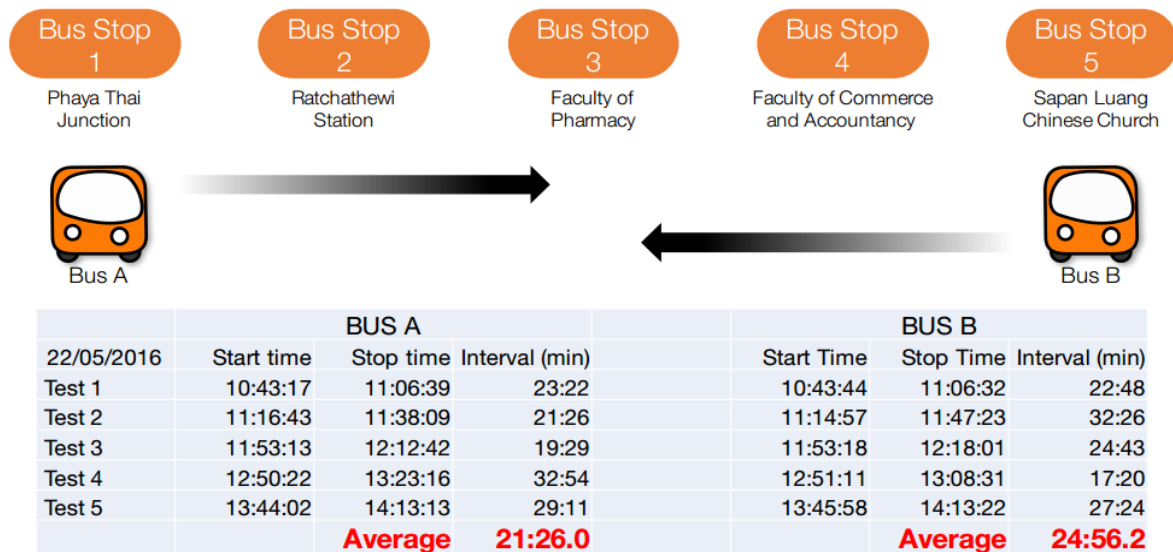 Bus Stop
1
Bus Stop
2
Bus Stop
3
Bus Stop
4
Bus Stop
5
Phaya Thai
Junction
Ratchathewi
Station
Faculty of
Pharmacy
Faculty of Commerce
and Accountancy
Sapan Luang
Chinese Church
Bus A
Bus B
BUS A BUS B
22/05/2016 Start time Stop time Interval (min) Start Time Stop Time Interval (min)
Test 1 10:43:17 11:06:39 23:22 10:43:44 11:06:32 22:48
Test 2 11:16:43 11:38:09 21:26 11:14:57 11:47:23 32:26
Test 3 11:53:13 12:12:42 19:29 11:53:18 12:18:01 24:43
Test 4 12:50:22 13:23:16 32:54 12:51:11 13:08:31 17:20
Test 5 13:44:02 14:13:13 29:11 13:45:58 14:13:22 27:24
Average 21:26.0 Average 24:56.2